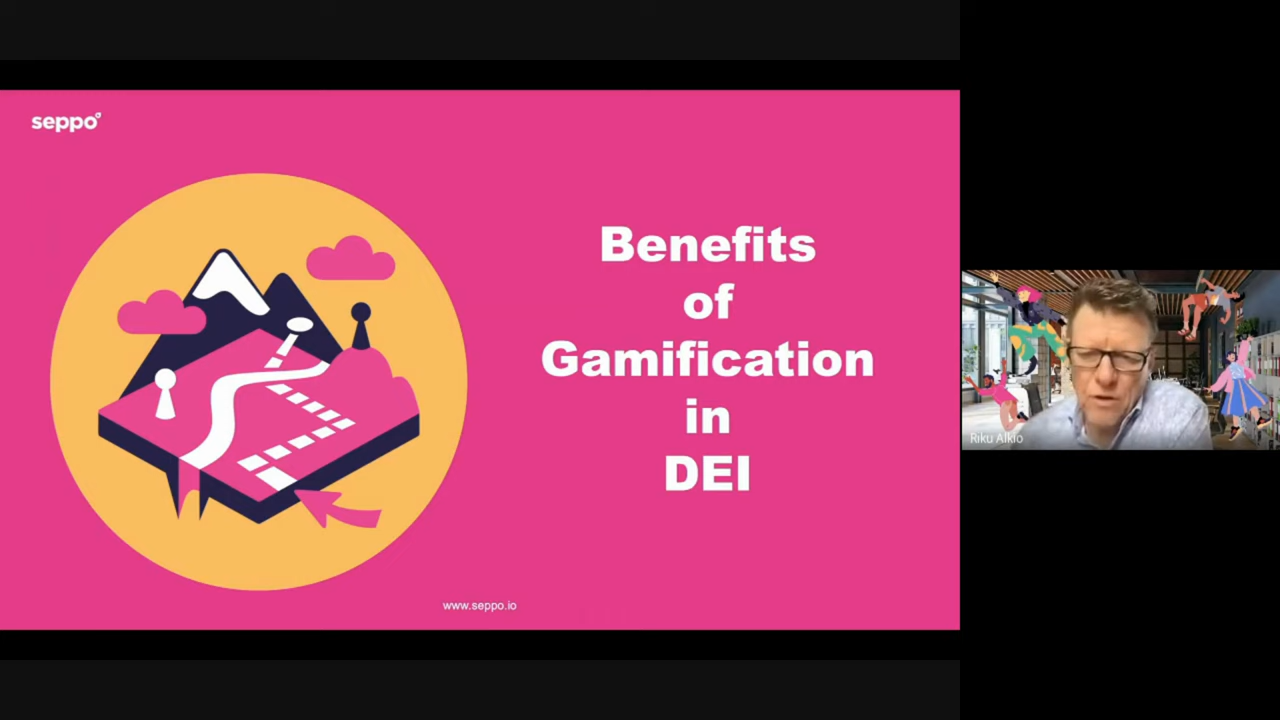 seppo
Benefits
of
Gamification
in
DEI
www.seppo.io
Riku Alkio